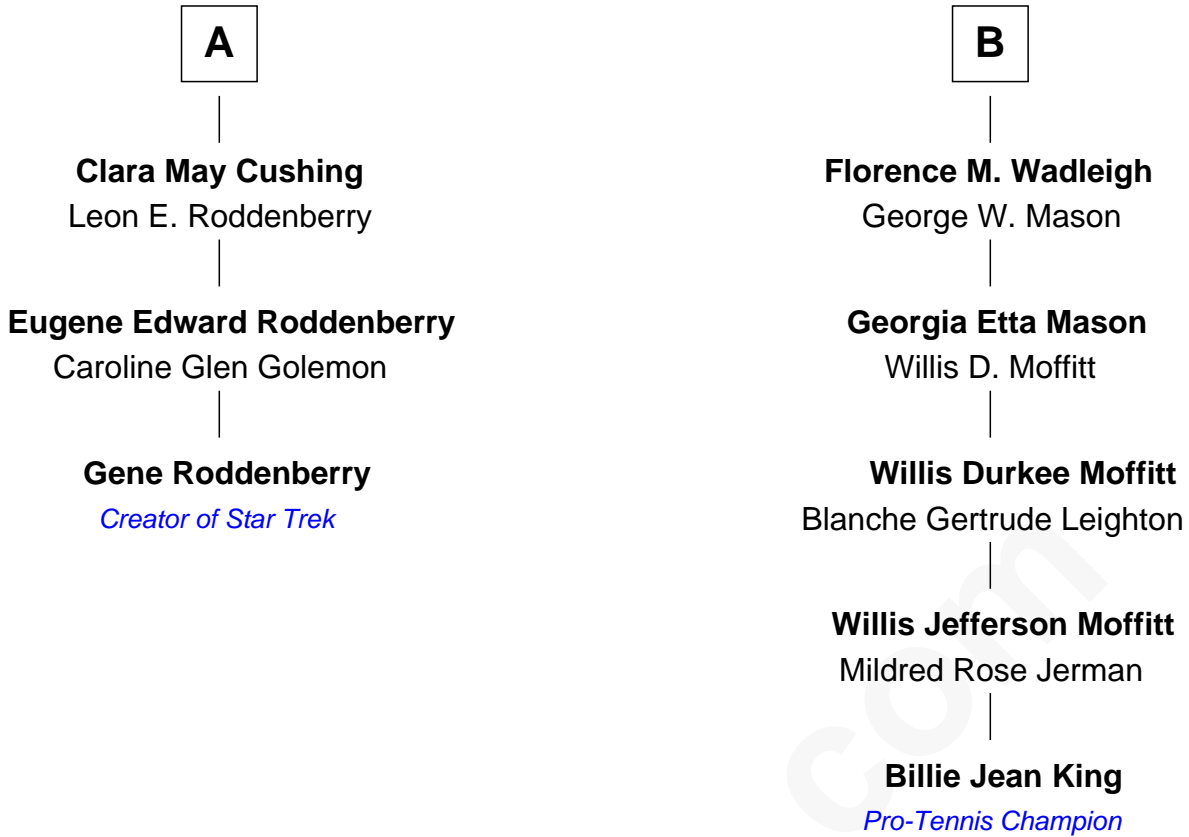 A
Clara May Cushing
Leon E. Roddenberry
Eugene Edward Roddenberry
Caroline Glen Golemon
Gene Roddenberry
Creator of Star Trek
B
Florence M. Wadleigh
George W. Mason
Georgia Etta Mason
Willis D. Moffitt
Willis Durkee Moffitt
Blanche Gertrude Leighton
Willis Jefferson Moffitt
Mildred Rose Jerman
Billie Jean King
Pro-Tennis Champion
com